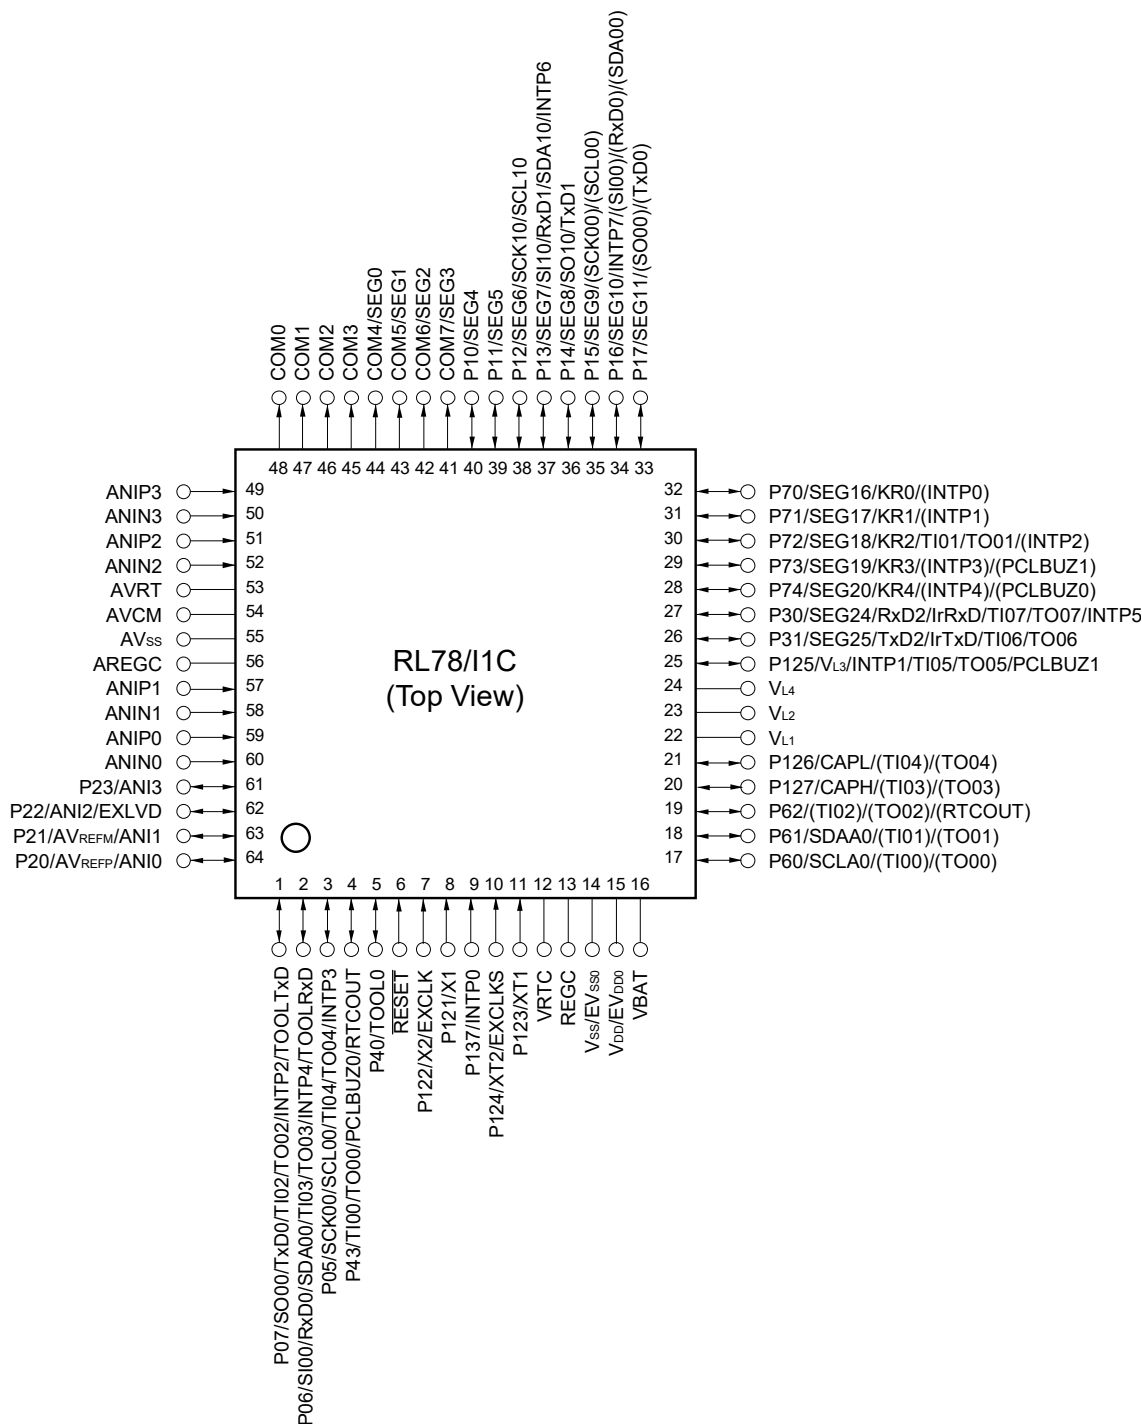 COM0
COM1
COM2
COM3
COM4/SEG0
COM5/SEG1
COM6/SEG2
COM7/SEG3
P10/SEG4
P11/SEG5
P12/SEG6/SCK10/SCL10
P13/SEG7/SI10/RxD1/SDA10/INTP6
P14/SEG8/SO10/TxD1
P15/SEG9/(SCK00)/(SCL00)
P16/SEG10/INTP7/(SI00)/(RxD0)/(SDA00)
P17/SEG11/(SO00)/(TxD0)
48 47 46 45 44 43 42 41 40 39 38 37 36 35 34 33
ANIP3 49
ANIN3 50
ANIP2 51
ANIN2 52
AVRT 53
AVCM 54
AVSS 55
AREGC 56
ANIP1 57
ANIN1 58
ANIP0 59
ANIN0 60
P23/ANI3 61
P22/ANI2/EXLVD 62
P21/AVREFM/ANI1 63
P20/AVREFP/ANI0 64
RL78/I1C
(Top View)
32 P70/SEG16/KR0/(INTP0)
31 P71/SEG17/KR1/(INTP1)
30 P72/SEG18/KR2/TI01/TO01/(INTP2)
29 P73/SEG19/KR3/(INTP3)/(PCLBUZ1)
28 P74/SEG20/KR4/(INTP4)/(PCLBUZ0)
27 P30/SEG24/RxD2/IrRxD/TI07/TO07/INTP5
26 P31/SEG25/TxD2/IrTxD/TI06/TO06
25 P125/VL3/INTP1/TI05/TO05/PCLBUZ1
24 VL4
23 VL2
22 VL1
21 P126/CAPL/(TI04)/(TO04)
20 P127/CAPH/(TI03)/(TO03)
19 P62/(TI02)/(TO02)/(RTCOUT)
18 P61/SDAA0/(TI01)/(TO01)
17 P60/SCLA0/(TI00)/(TO00)
1 2 3 4 5 6 7 8 9 10 11 12 13 14 15 16
P07/SO00/TxD0/TI02/TO02/INTP2/TOOLTxD
P06/SI00/RxD0/SDA00/TI03/TO03/INTP4/TOOLRxD
P05/SCK00/SCL00/TI04/TO04/INTP3
P43/TI00/TO00/PCLBUZ0/RTCOUT
P40/TOOL0
RESET
P122/X2/EXCLK
P121/X1
P137/INTP0
P124/XT2/EXCLKS
P123/XT1
VRTC
REGC
VSS/EVSS0
VDD/EVDD0
VBAT